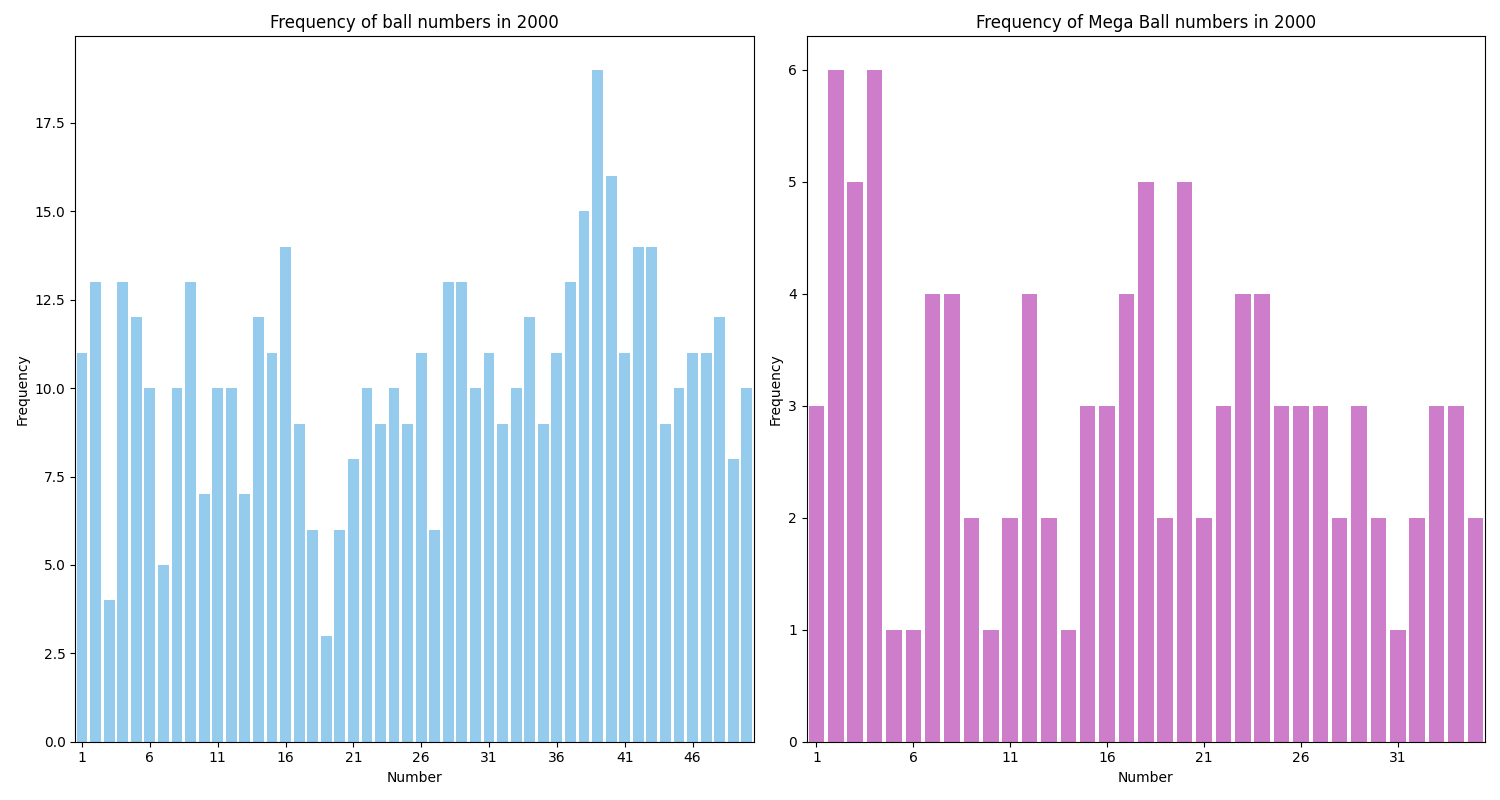 Frequency of ball numbers in 2000
17.5
15.0
12.5
10.0
7.5
5.0
2.5
0.0
Frequency
1 6 11 16 21 26 31 36 41 46
Number
Frequency of Mega Ball numbers in 2000
6
5
4
3
2
1
0
Frequency
1 6 11 16 21 26 31
Number